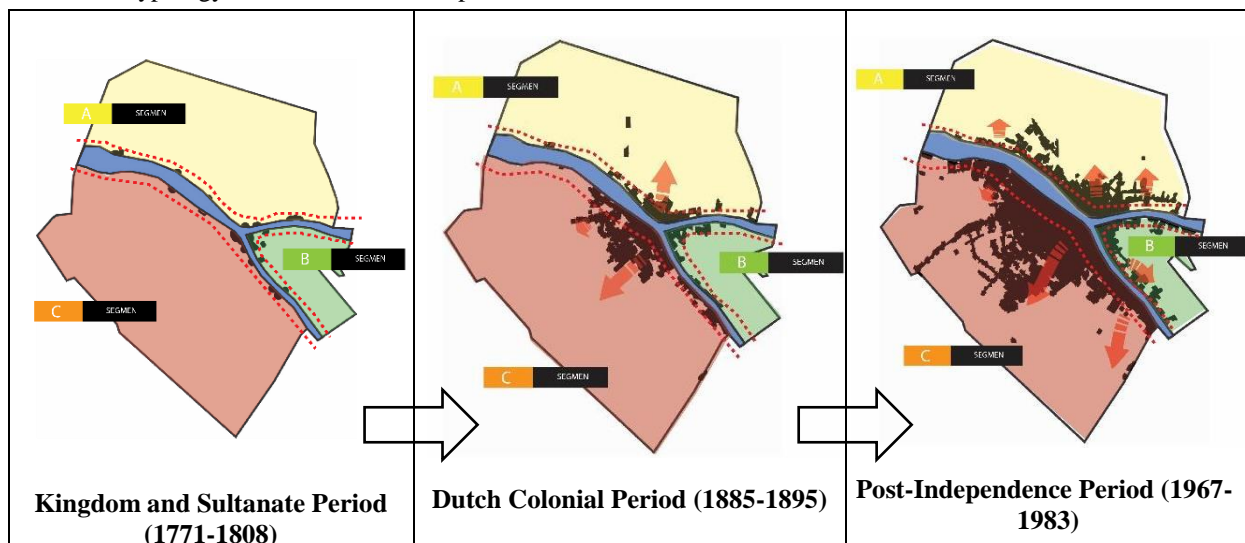 A SEGMEN
B SEGMEN
C SEGMEN
Kingdom and Sultanate Period
(1771-1808)
A SEGMEN
B SEGMEN
C SEGMEN
Dutch Colonial Period (1885-1895)
A SEGMEN
B SEGMEN
C SEGMEN
Post-Independence Period (1967-
1983)